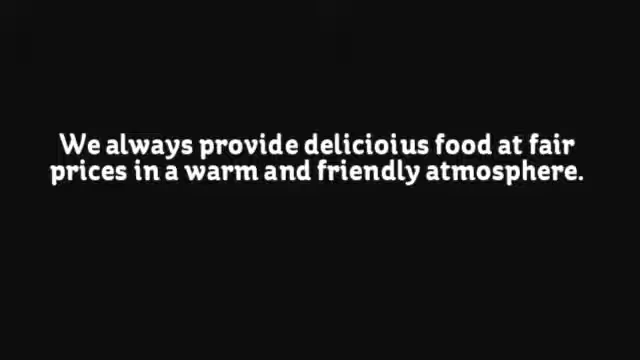 We always provide delicioius food at fair
prices in a warm and friendly atmosphere.